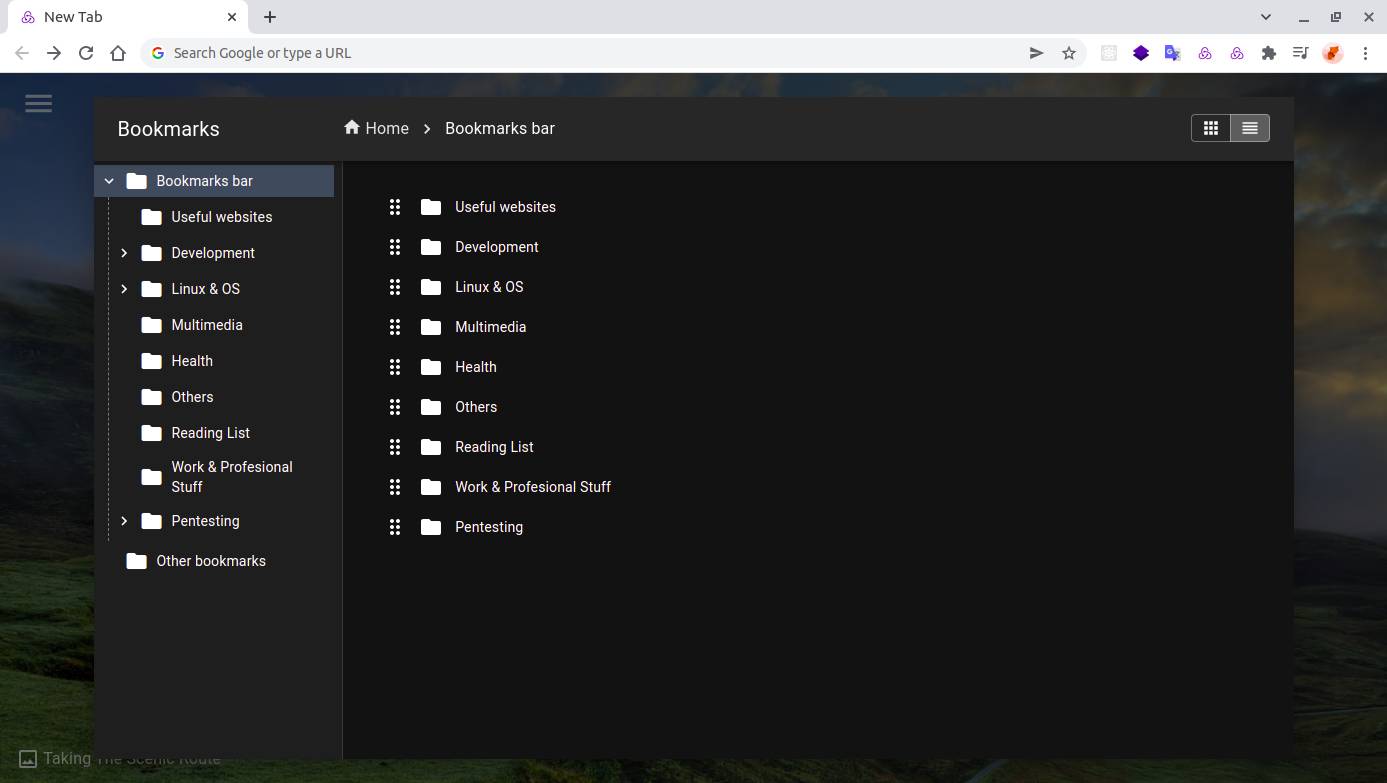 New Tab
Search Google or type a URL
Bookmarks
Home
Bookmarks bar
Bookmarks bar
Useful websites
Development
Linux & OS
Multimedia
Health
Others
Reading List
Work & Profesional
Stuff
Pentesting
Other bookmarks
Useful websites
Development
Linux & OS
Multimedia
Health
Others
Reading List
Work & Profesional Stuff
Pentesting
Taking The Scenic Route